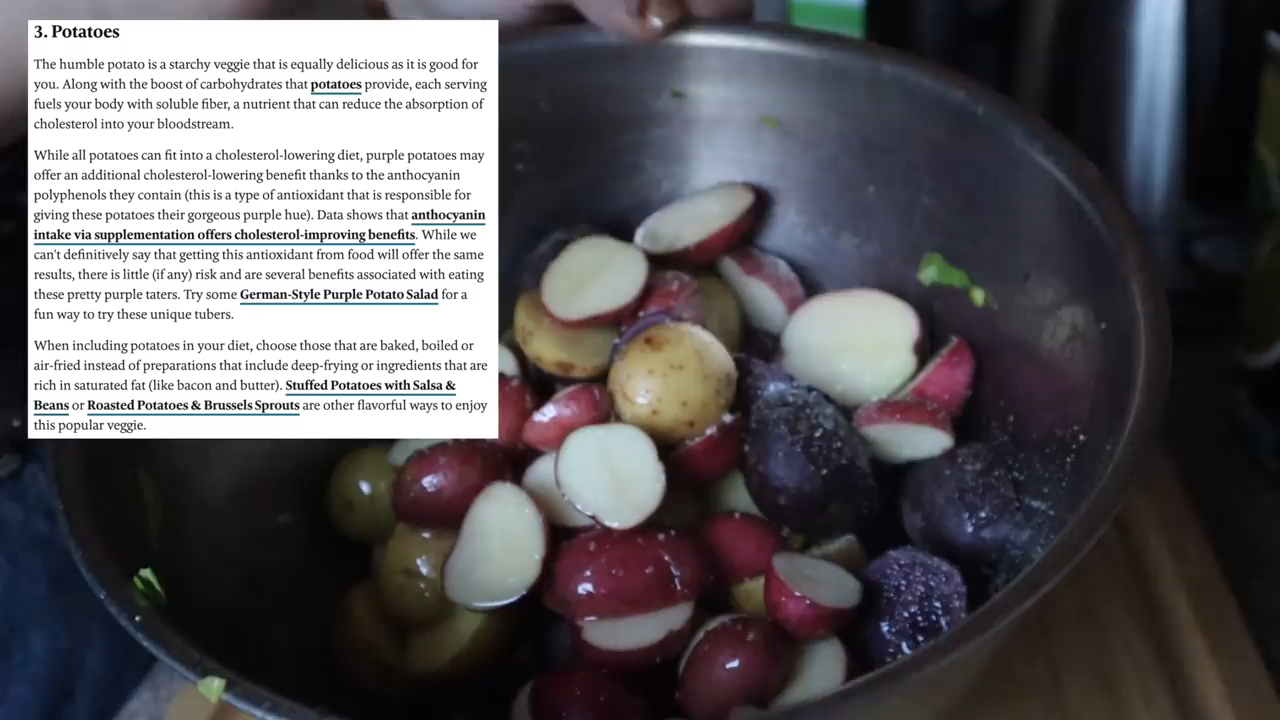 3. Potatoes
The humble potato is a starchy veggie that is equally delicious as it is good for
you. Along with the boost of carbohydrates that potatoes provide, each serving
fuels your body with soluble fiber, a nutrient that can reduce the absorption of
cholesterol into your bloodstream.
While all potatoes can fit into a cholesterol-lowering diet, purple potatoes may
offer an additional cholesterol-lowering benefit thanks to the anthocyanin
polyphenols they contain (this is a type of antioxidant that is responsible for
giving these potatoes their gorgeous purple hue). Data shows that anthocyanin
intake via supplementation offers cholesterol-improving benefits. While we
can't definitively say that getting this antioxidant from food will offer the same
results, there is little (if any) risk and are several benefits associated with eating
these pretty purple taters. Try some German-Style Purple Potato Salad for a
fun way to try these unique tubers.
When including potatoes in your diet, choose those that are baked, boiled or
air-fried instead of preparations that include deep-frying or ingredients that are
rich in saturated fat (like bacon and butter). Stuffed Potatoes with Salsa &
Beans or Roasted Potatoes & Brussels Sprouts are other flavorful ways to enjoy
this popular veggie.